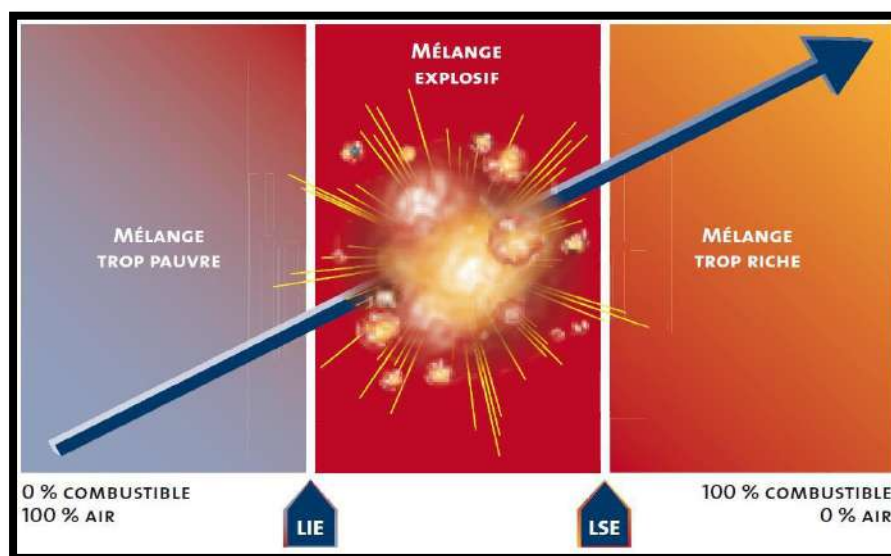 MÉLANGE
EXPLOSIF
MÉLANGE
TROP PAUVRE
MÉLANGE
TROP RICHE
0 % COMBUSTIBLE
100 % AIR
LIE
LSE
100 % COMBUSTIBLE
0 % AIR